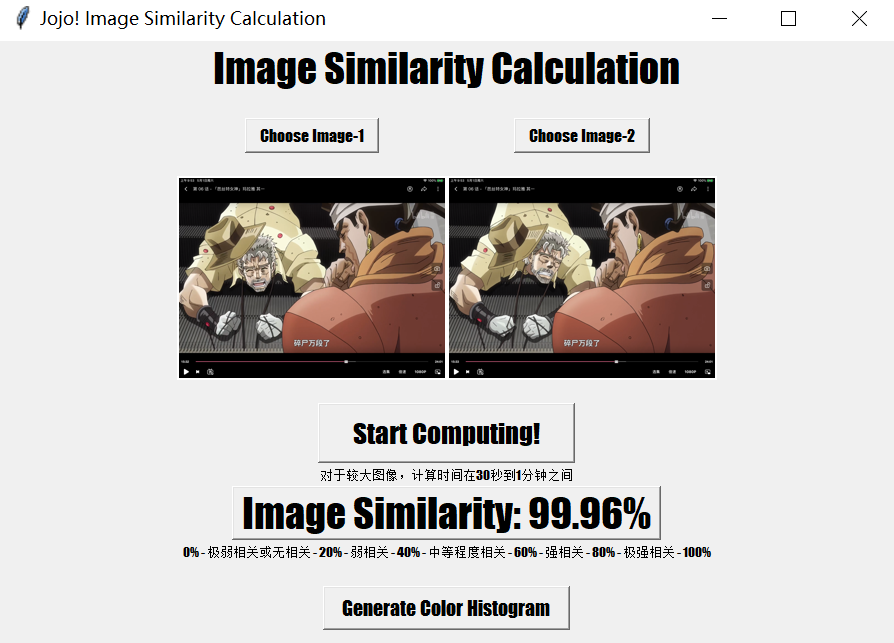 Jojo! Image Similarity Calculation
Image Similarity Calculation
Choose Image-1
Choose Image-2
碎尸万段了
碎尸万段了
1080P
1080P
Start Computing!
对于较大图像，计算时间在30秒到1分钟之间
Image Similarity: 99.96%
0%-极弱相关或无相关-20%-弱相关-40%-中等程度相关-60%-强相关-80%-极强相关-100%
Generate Color Histogram